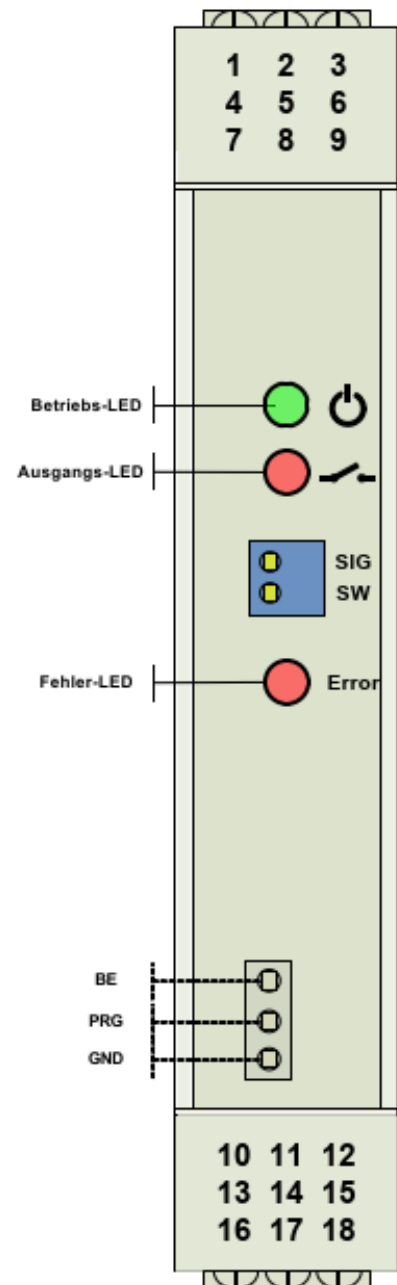 1 2 3
4 5 6
7 8 9
Betriebs-LED
Ausgangs-LED
SIG
SW
Fehler-LED
Error
BE
PRG
GND
10 11 12
13 14 15
16 17 18